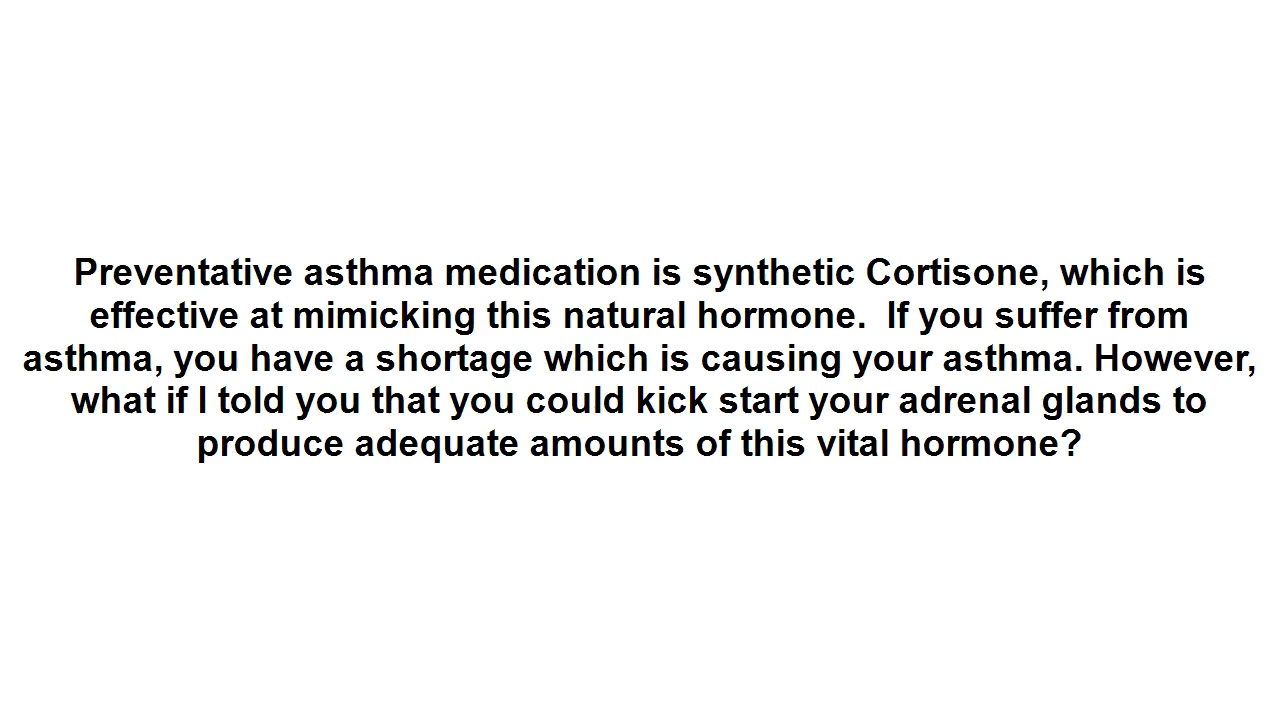 Preventative asthma medication is synthetic Cortisone, which is
effective at mimicking this natural hormone.  If you suffer from
asthma, you have a shortage which is causing your asthma. However,
what if I told you that you could kick start your adrenal glands to
produce adequate amounts of this vital hormone?